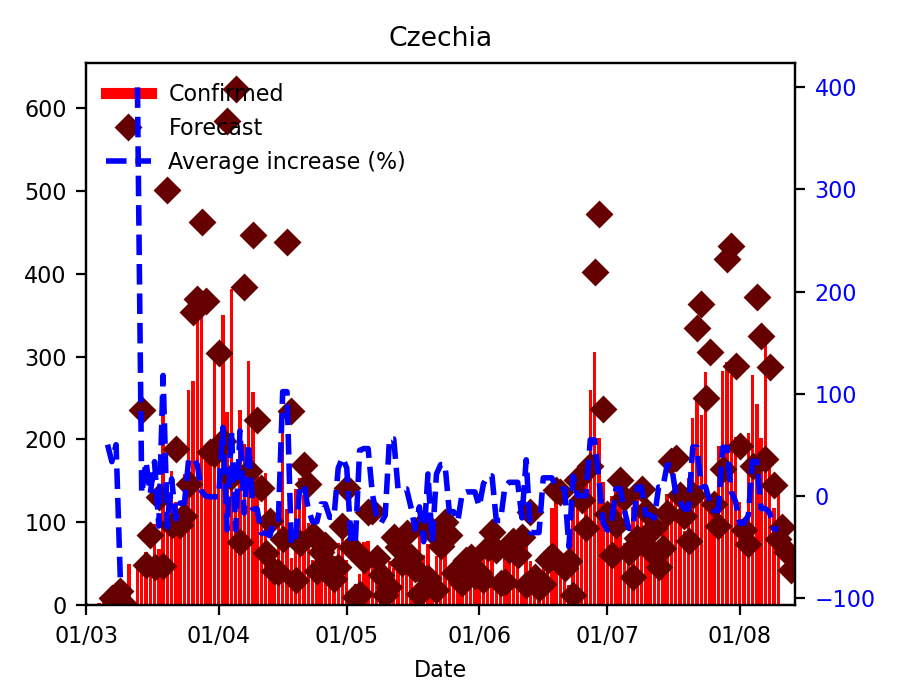 Czechia
Confirmed
Forecast
Average increase (%)
600
500
400
300
200
100
0
400
300
200
100
0
−100
01/03 01/04 01/05 01/06 01/07 01/08
Date